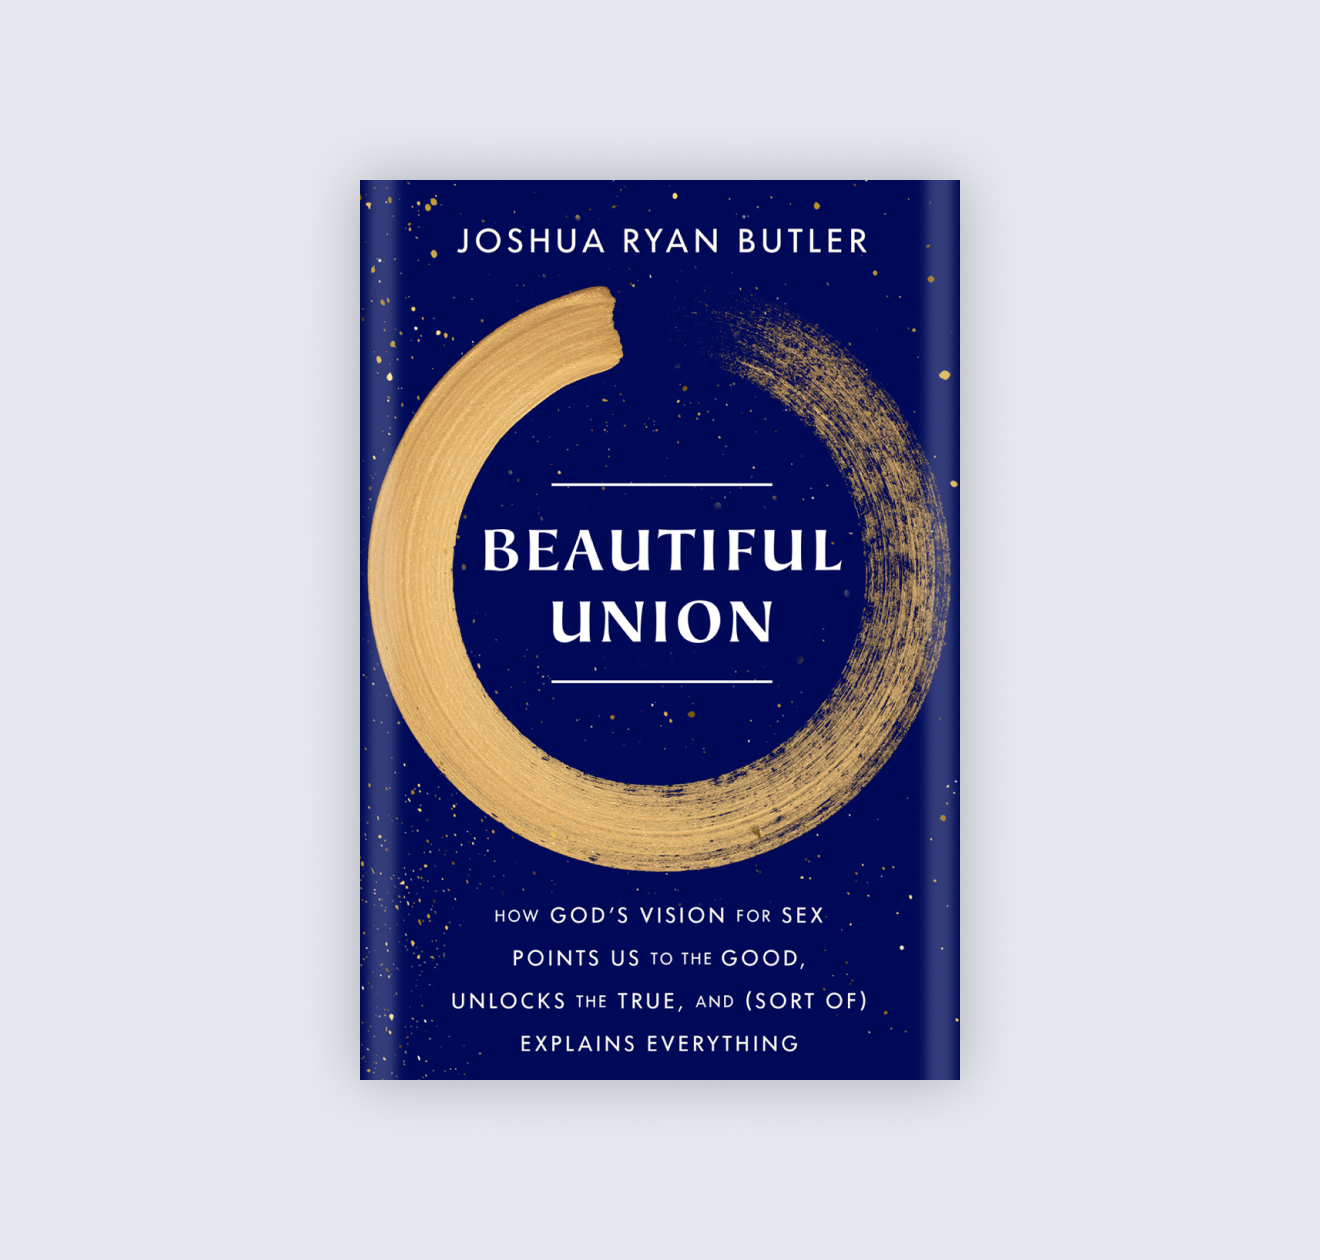 JOSHUA RYAN BUTLER
BEAUTIFUL
UNION
HOW GOD’S VISION FOR SEX
POINTS US TO THE GOOD,
UNLOCKS THE TRUE, AND (SORT OF)
EXPLAINS EVERYTHING